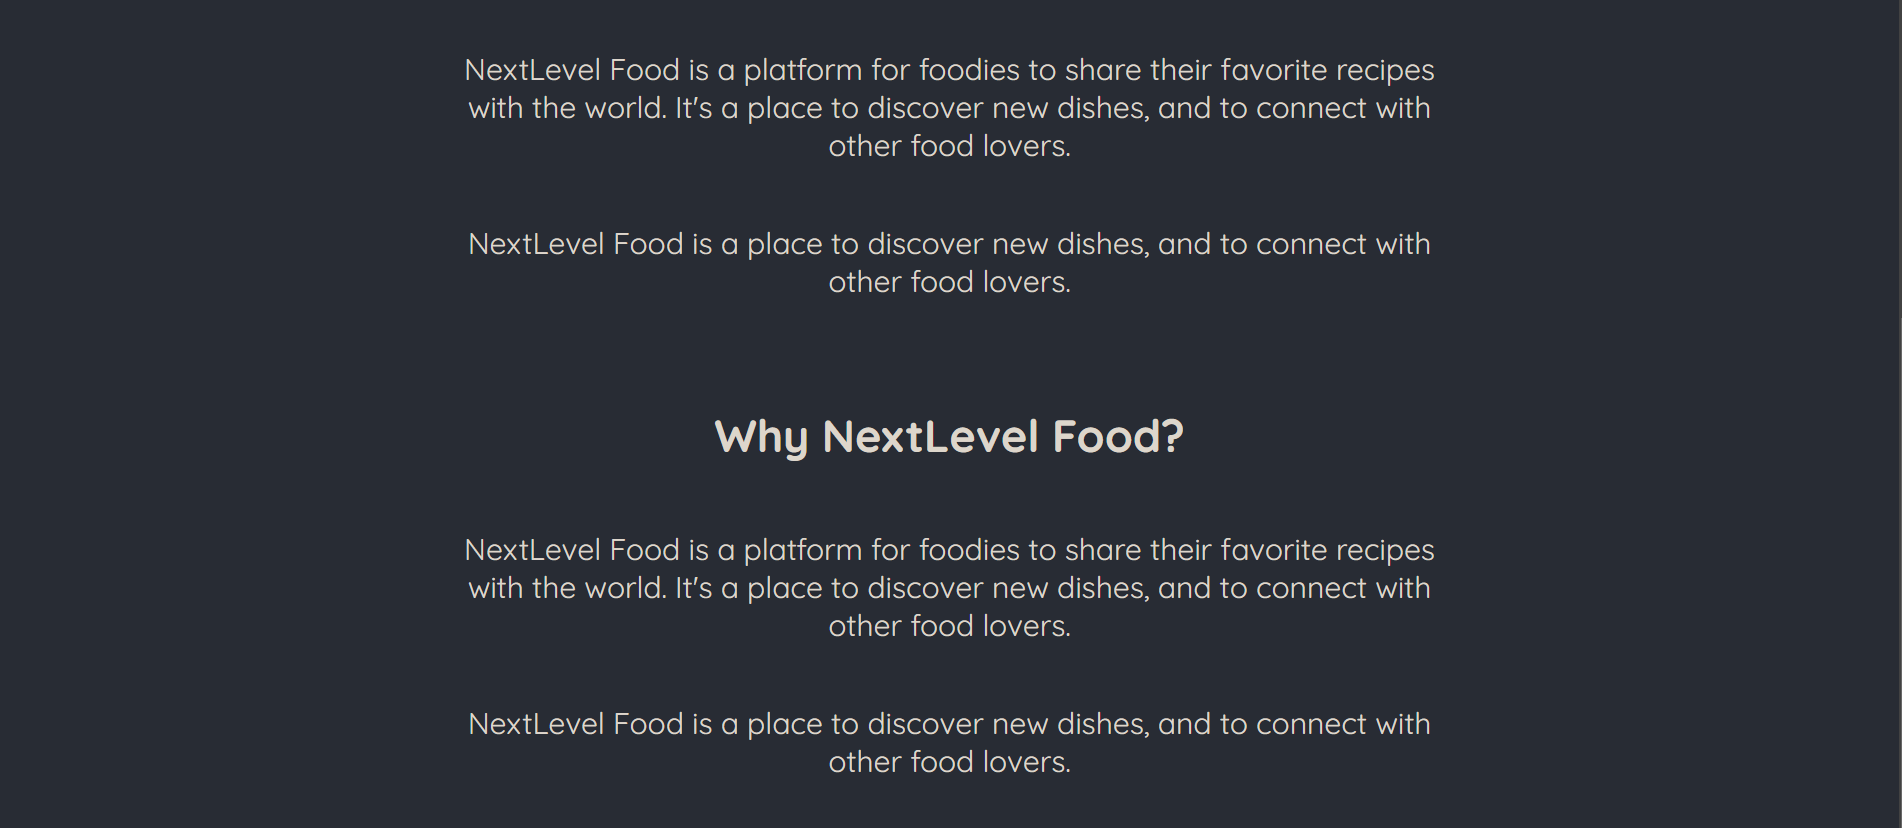 NextLevel Food is a platform for foodies to share their favorite recipes
with the world. It's a place to discover new dishes, and to connect with
other food lovers.
NextLevel Food is a place to discover new dishes, and to connect with
other food lovers.
Why NextLevel Food?
NextLevel Food is a platform for foodies to share their favorite recipes
with the world. It's a place to discover new dishes, and to connect with
other food lovers.
NextLevel Food is a place to discover new dishes, and to connect with
other food lovers.